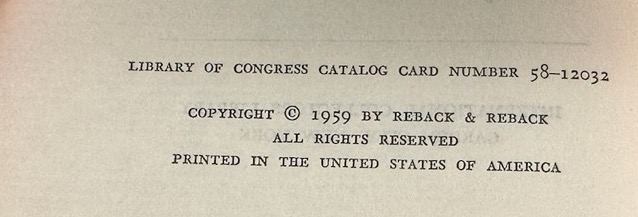 LIBRARY OF CONGRESS CATALOG CARD NUMBER 58–12032
COPYRIGHT © 1959 BY REBACK & REBACK
ALL RIGHTS RESERVED
PRINTED IN THE UNITED STATES OF AMERICA